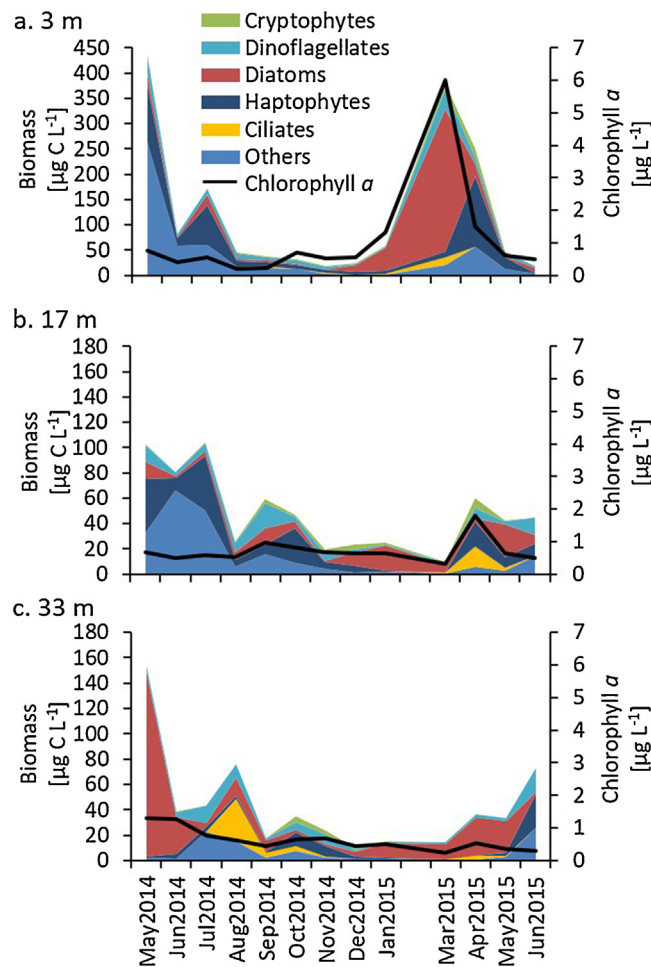 a. 3 m
Cryptophytes
Dinoflagellates
Diatoms
Haptophytes
Ciliates
Others
Chlorophyll a
450
400
350
300
250
200
150
100
50
0
Biomass
[µg C L-1]
7
6
5
4
3
2
1
0
Chlorophyll a
[µg L-1]
b. 17 m
180
160
140
120
100
80
60
40
20
0
Biomass
[µg C L-1]
7
6
5
4
3
2
1
0
Chlorophyll a
[µg L-1]
c. 33 m
180
160
140
120
100
80
60
40
20
0
Biomass
[µg C L-1]
7
6
5
4
3
2
1
0
Chlorophyll a
[µg L-1]
May2014
Jun2014
Jul2014
Aug2014
Sep2014
Oct2014
Nov2014
Dec2014
Jan2015
Mar2015
Apr2015
May2015
Jun2015